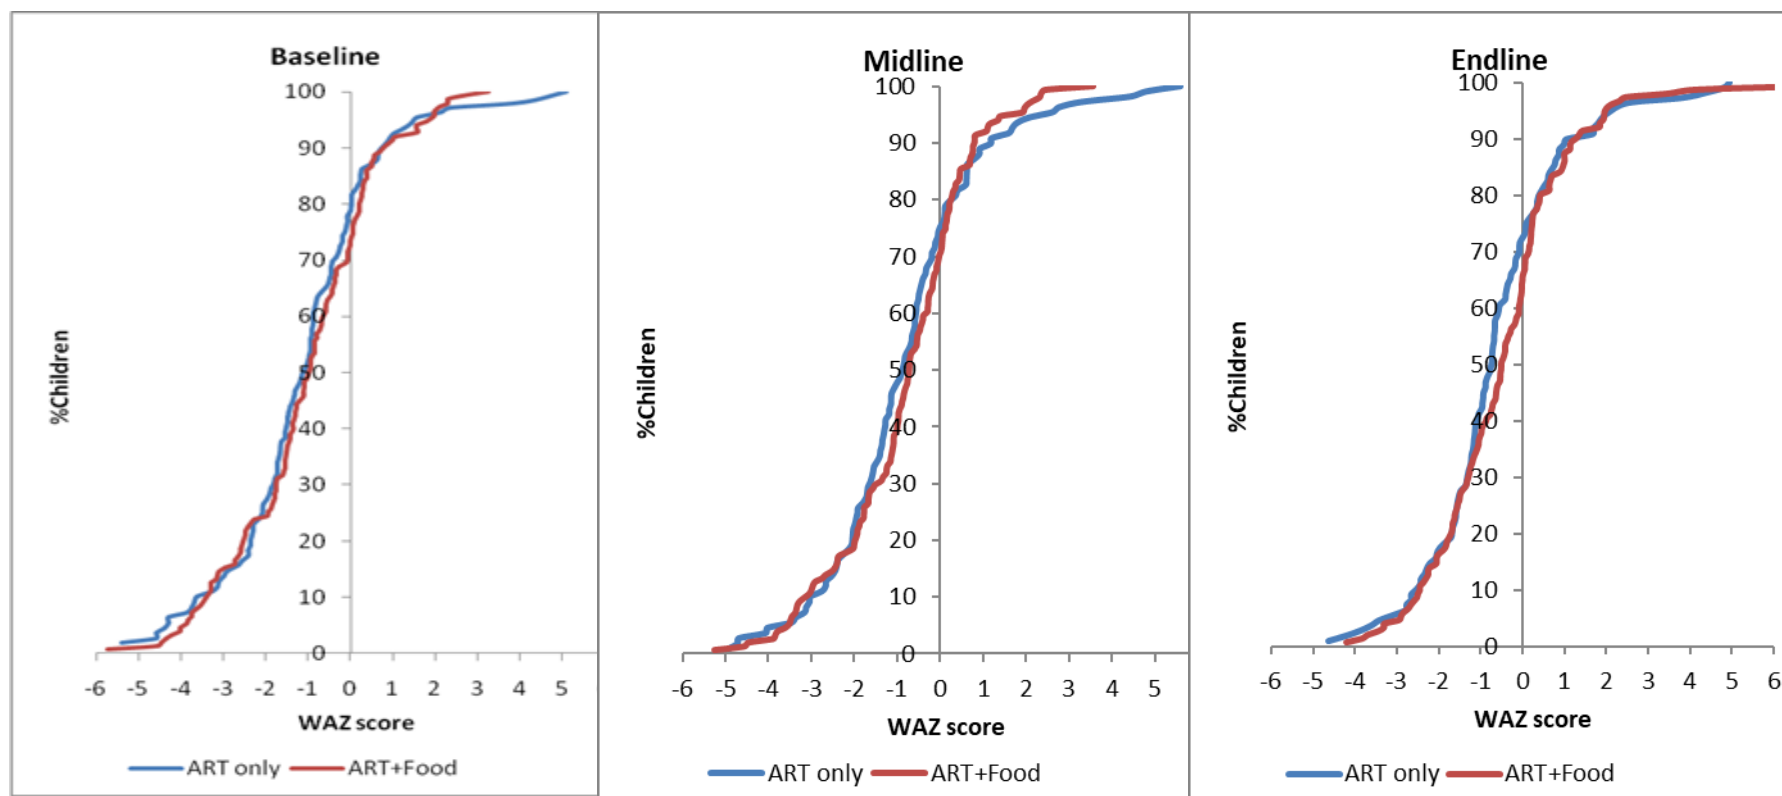 Baseline
100
90
80
70
60
50
40
30
20
10
0
%Children
-6 -5 -4 -3 -2 -1 0 1 2 3 4 5
WAZ score
ART only ART+Food
Midline
100
90
80
70
60
50
40
30
20
10
0
%Children
-6 -5 -4 -3 -2 -1 0 1 2 3 4 5
WAZ score
ART only ART+Food
Endline
100
90
80
70
60
50
40
30
20
10
0
%Children
-6 -5 -4 -3 -2 -1 0 1 2 3 4 5 6
WAZ score
ART only ART+Food